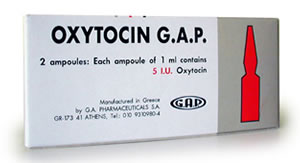 OXYTOCIN G.A.P.
2 ampoules: Each ampoule of 1 ml contains
5 I.U. Oxytocin
Manufactured in Greece
by G.A. PHARMACEUTICALS S.A.
GR-173 41 ATHENS, Tel: 010 9310980-4
G.A.P.